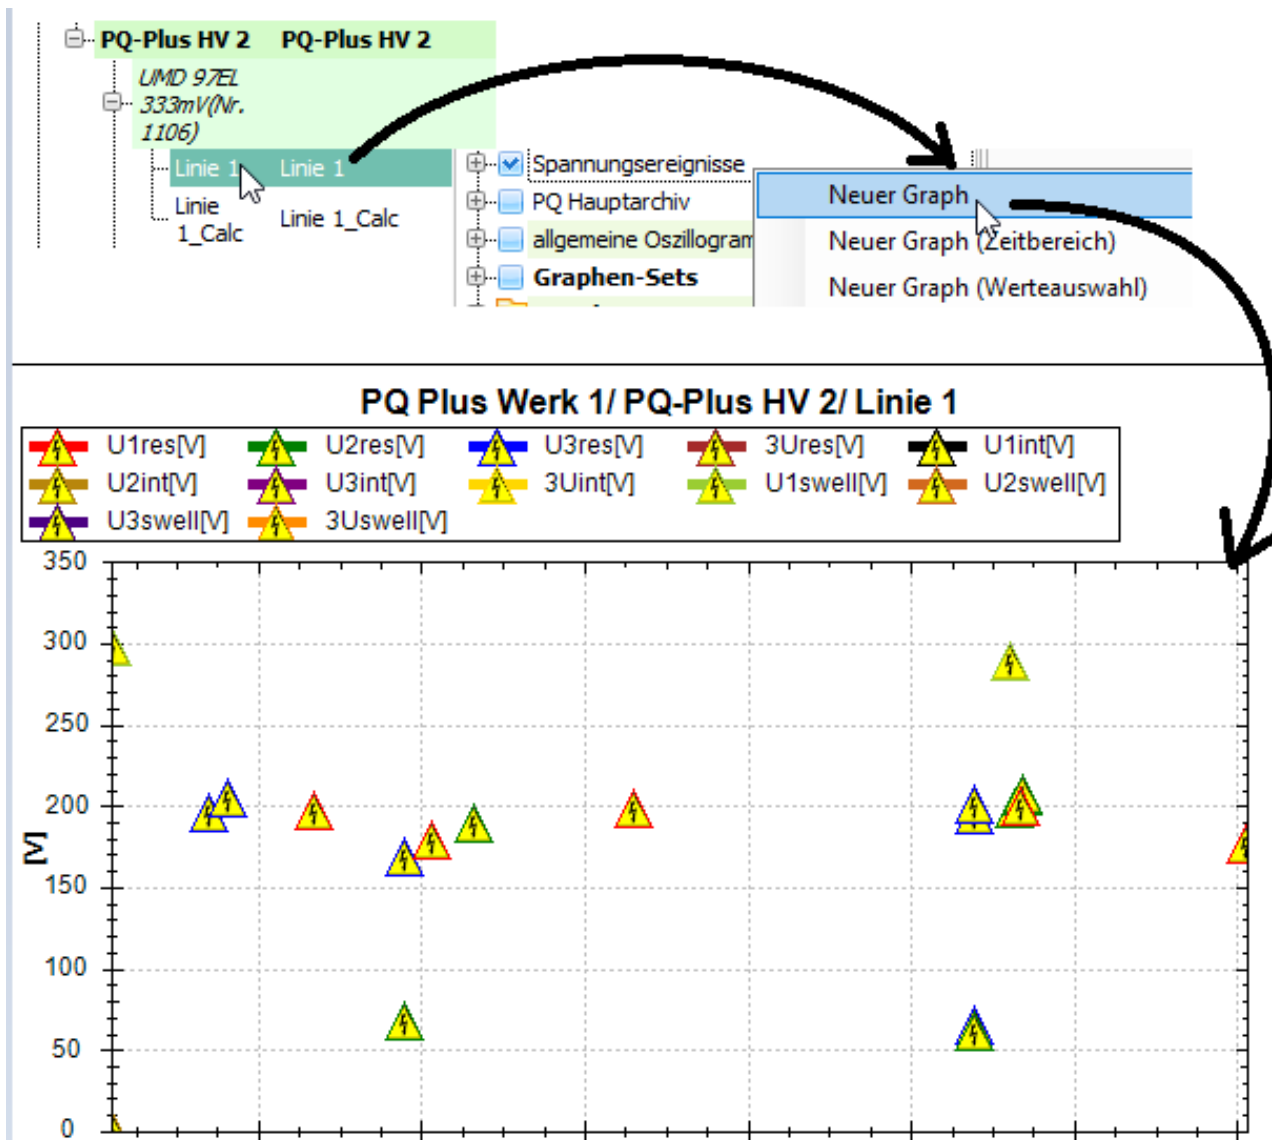 PQ-Plus HV 2 PQ-Plus HV 2
UMD 97EL
333mV(Nr.
1106)
Linie 1 Linie 1
Linie
1_Calc
Linie 1_Calc
Spannungsereignisse
PQ Hauptarchiv
allgemeine Oszillogram
Graphen-Sets
Neuer Graph
Neuer Graph (Zeitbereich)
Neuer Graph (Werteauswahl)
PQ Plus Werk 1/ PQ-Plus HV 2/ Linie 1
U1res[V] U2res[V] U3res[V] 3Ures[V] U1int[V]
U2int[V] U3int[V] 3Uint[V] U1swell[V] U2swell[V]
U3swell[V] 3Uswell[V]
350
300
250
200
[V]
150
100
50
0